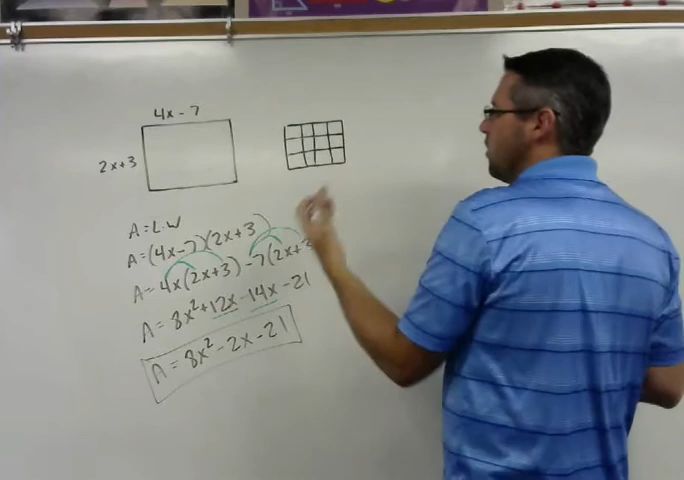 4x - 7
2x+3
A = L·W
A = (4x-7)(2x+3)
A = 4x(2x+3) -7(2x+3
A = 8x² + 12x - 14x - 21
A = 8x² - 2x - 21